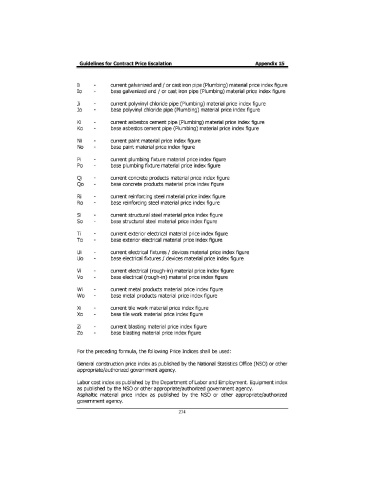 Guidelines for Contract Price Escalation Appendix 15
Ii - current galvanized and / or cast iron pipe (Plumbing) material price index figure
Io - base galvanized and / or cast iron pipe (Plumbing) material price index figure
Ji - current polyvinyl chloride pipe (Plumbing) material price index figure
Jo - base polyvinyl chloride pipe (Plumbing) material price index figure
Ki - current asbestos cement pipe (Plumbing) material price index figure
Ko - base asbestos cement pipe (Plumbing) material price index figure
Ni - current paint material price index figure
No - base paint material price index figure
Pi - current plumbing fixture material price index figure
Po - base plumbing fixture material price index figure
Qi - current concrete products material price index figure
Qo - base concrete products material price index figure
Ri - current reinforcing steel material price index figure
Ro - base reinforcing steel material price index figure
Si - current structural steel material price index figure
So - base structural steel material price index figure
Ti - current exterior electrical material price index figure
To - base exterior electrical material price index figure
Ui - current electrical fixtures / devices material price index figure
Uo - base electrical fixtures / devices material price index figure
Vi - current electrical (rough-in) material price index figure
Vo - base electrical (rough-in) material price index figure
Wi - current metal products material price index figure
Wo - base metal products material price index figure
Xi - current tile work material price index figure
Xo - base tile work material price index figure
Zi - current blasting material price index figure
Zo - base blasting material price index figure
For the preceding formula, the following Price Indices shall be used:
General construction price index as published by the National Statistics Office (NSO) or other
appropriate/authorized government agency.
Labor cost index as published by the Department of Labor and Employment. Equipment index
as published by the NSO or other appropriate/authorized government agency.
Asphaltic material price index as published by the NSO or other appropriate/authorized
government agency.
214